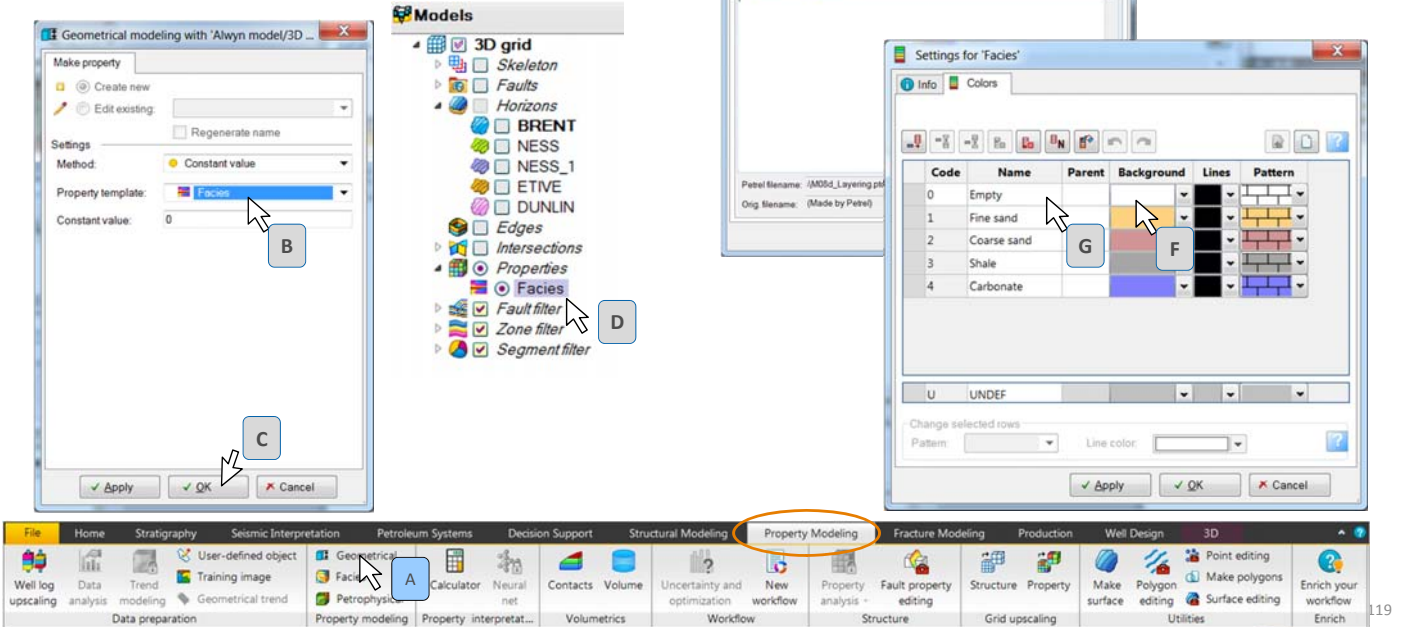 Geometrical modeling with 'Alwyn model/3D ...
Make property
Create new
Edit existing:
Regenerate name
Settings
Method: Constant value
Property template: Facies
Constant value: 0
B
C
Apply OK Cancel
Models
3D grid
Skeleton
Faults
Horizons
BRENT
NESS
NESS_1
ETIVE
DUNLIN
Edges
Intersections
Properties
Facies
Fault filter
Zone filter
Segment filter
D
Petrel filename:
Orig. filename: (Made by Petrel)
Settings for 'Facies'
Info Colors
Code Name Parent Background Lines Pattern
0 Empty
1 Fine sand
2 Coarse sand
3 Shale
4 Carbonate
G F
U UNDEF
Change selected rows
Pattern: Line color:
Apply OK Cancel
File Home Stratigraphy Seismic Interpretation Petroleum Systems Decision Support Structural Modeling Property Modeling Fracture Modeling Production Well Design 3D
Well log upscaling
Data analysis
Trend modeling
User-defined object
Training image
Geometrical trend
Data preparation
Geometrical
Facies
Petrophysical
A
Property modeling
Calculator
Neural net
Property interpretat...
Contacts
Volume
Volumetrics
Uncertainty and optimization
New workflow
Workflow
Property analysis
Fault property editing
Structure
Structure
Property
Grid upscaling
Make surface
Polygon editing
Point editing
Make polygons
Surface editing
Utilities
Enrich your workflow
Enrich
119